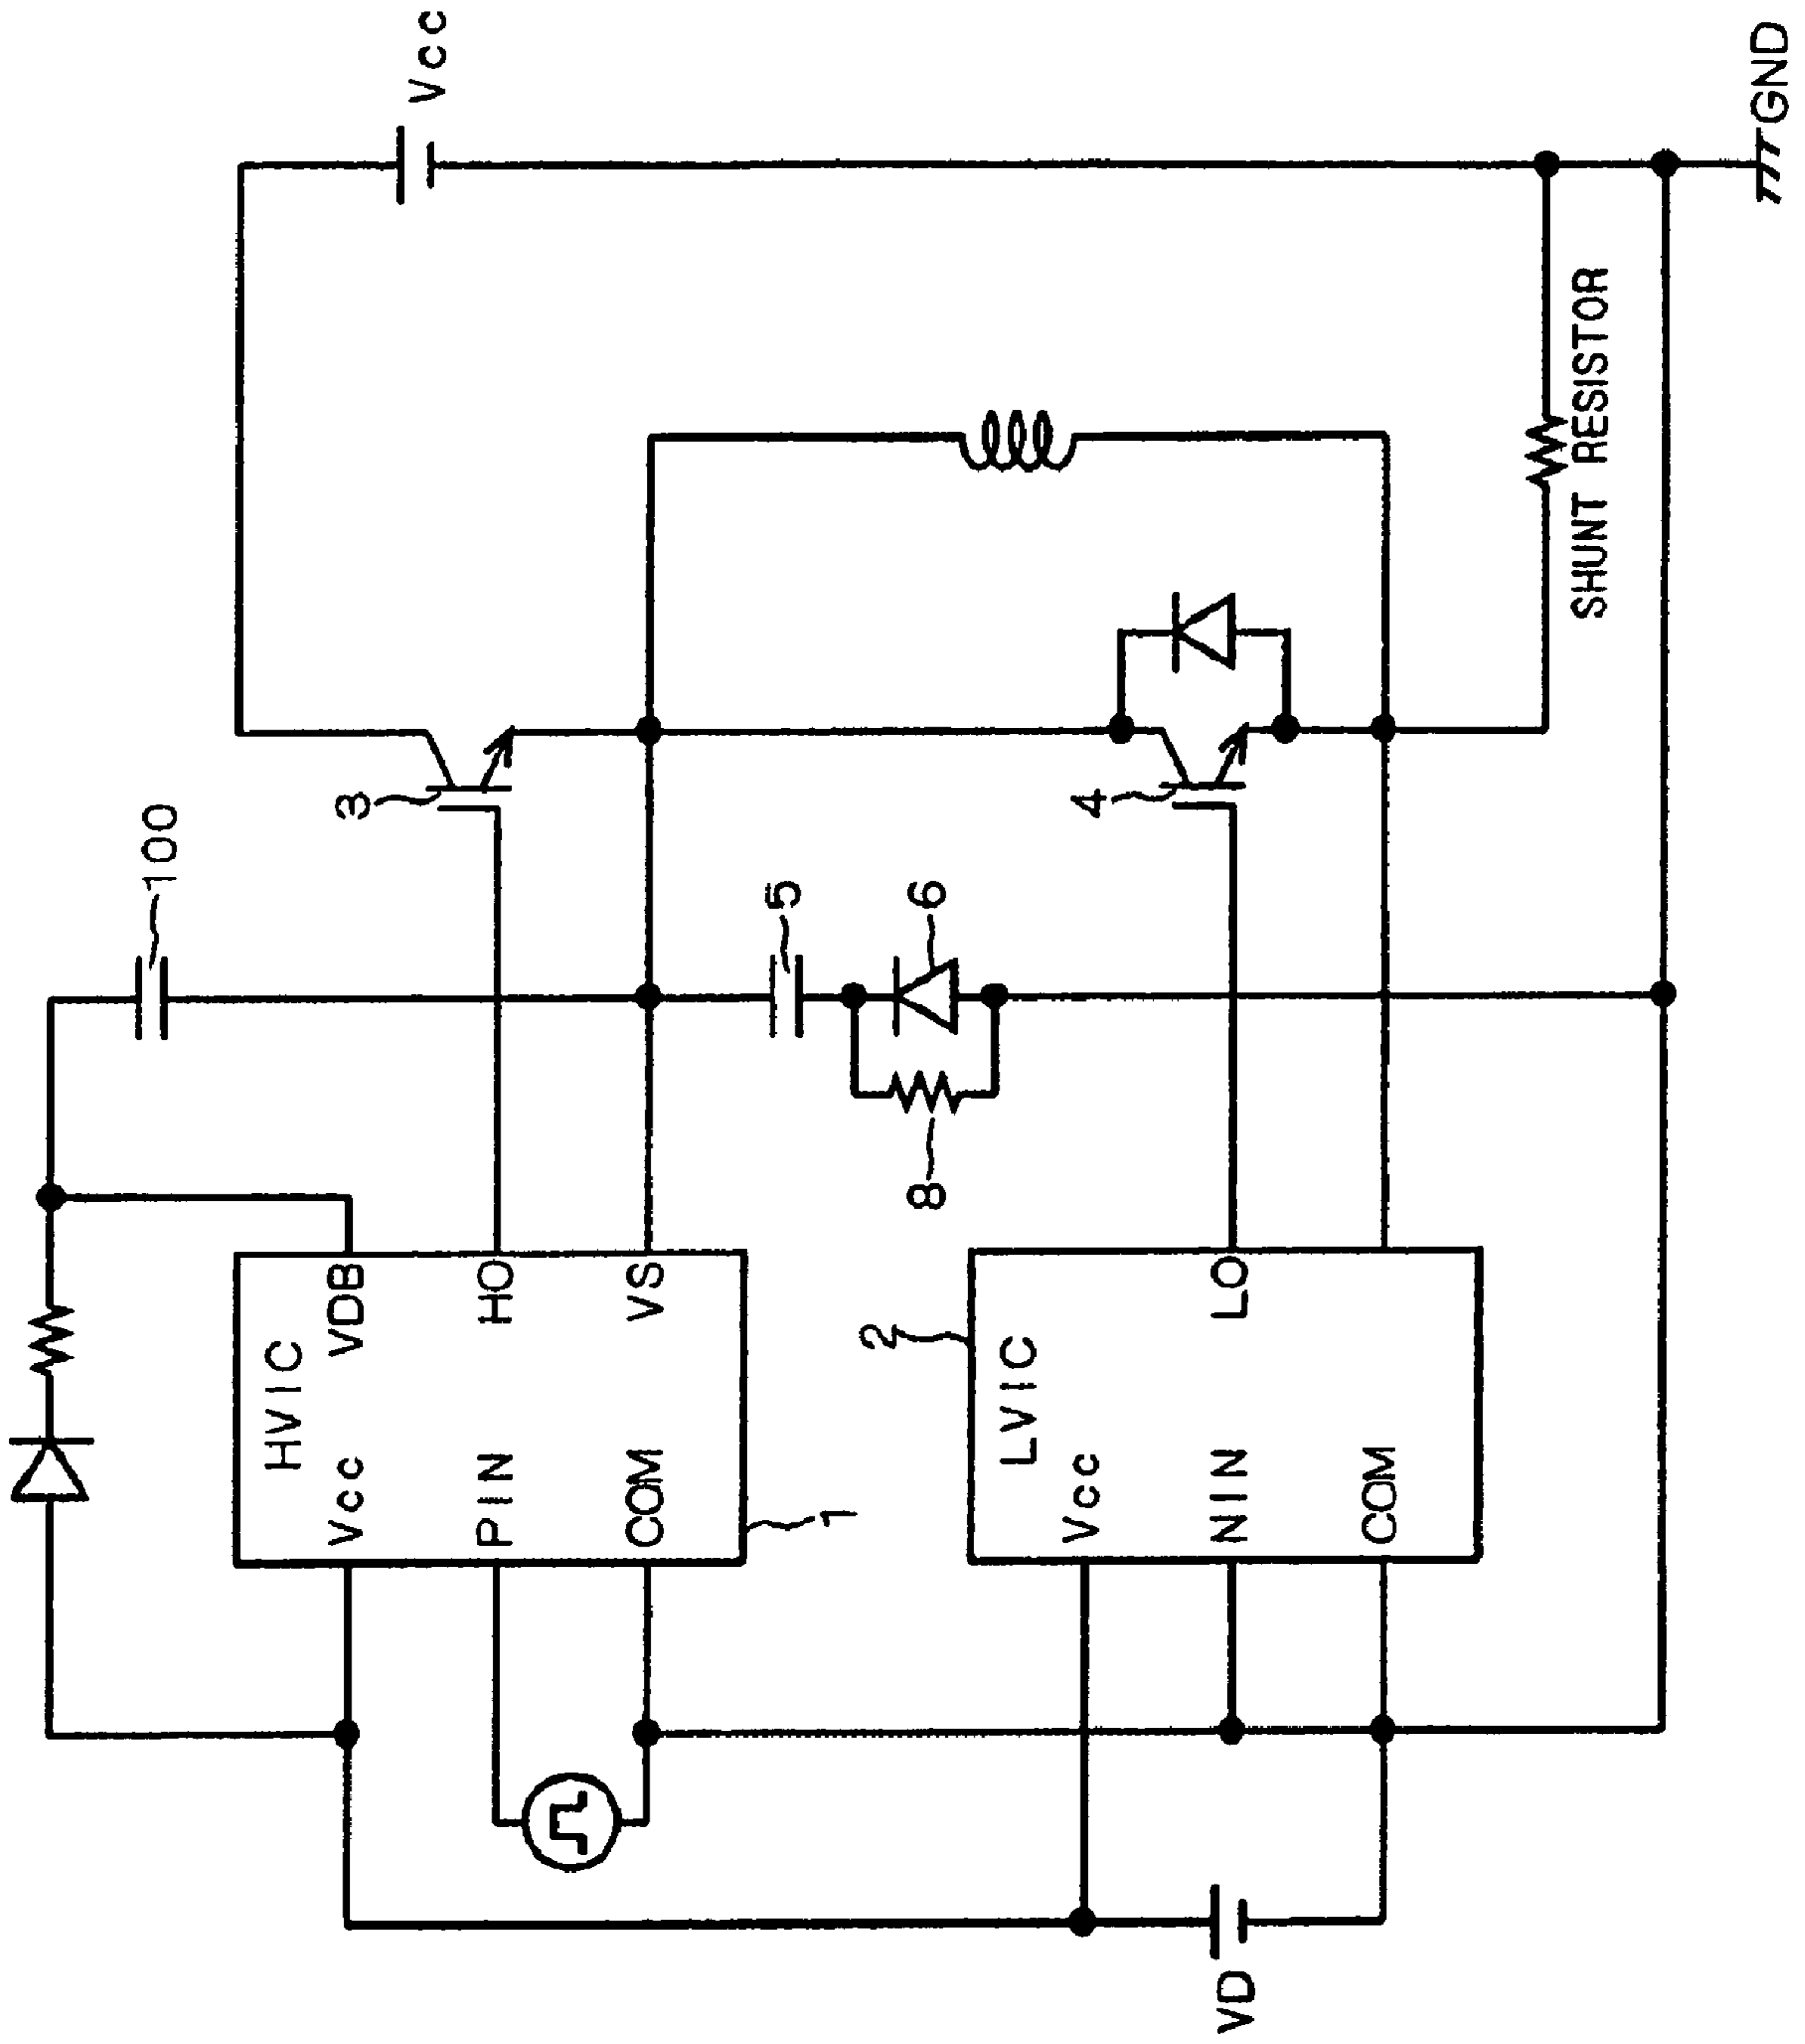 100
3
Vcc
HVIC
Vcc
VDB
PIN
HO
COM
VS
1
5
6
8
2
4
LVIC
Vcc
NIN
LO
COM
VD
SHUNT RESISTOR
GND